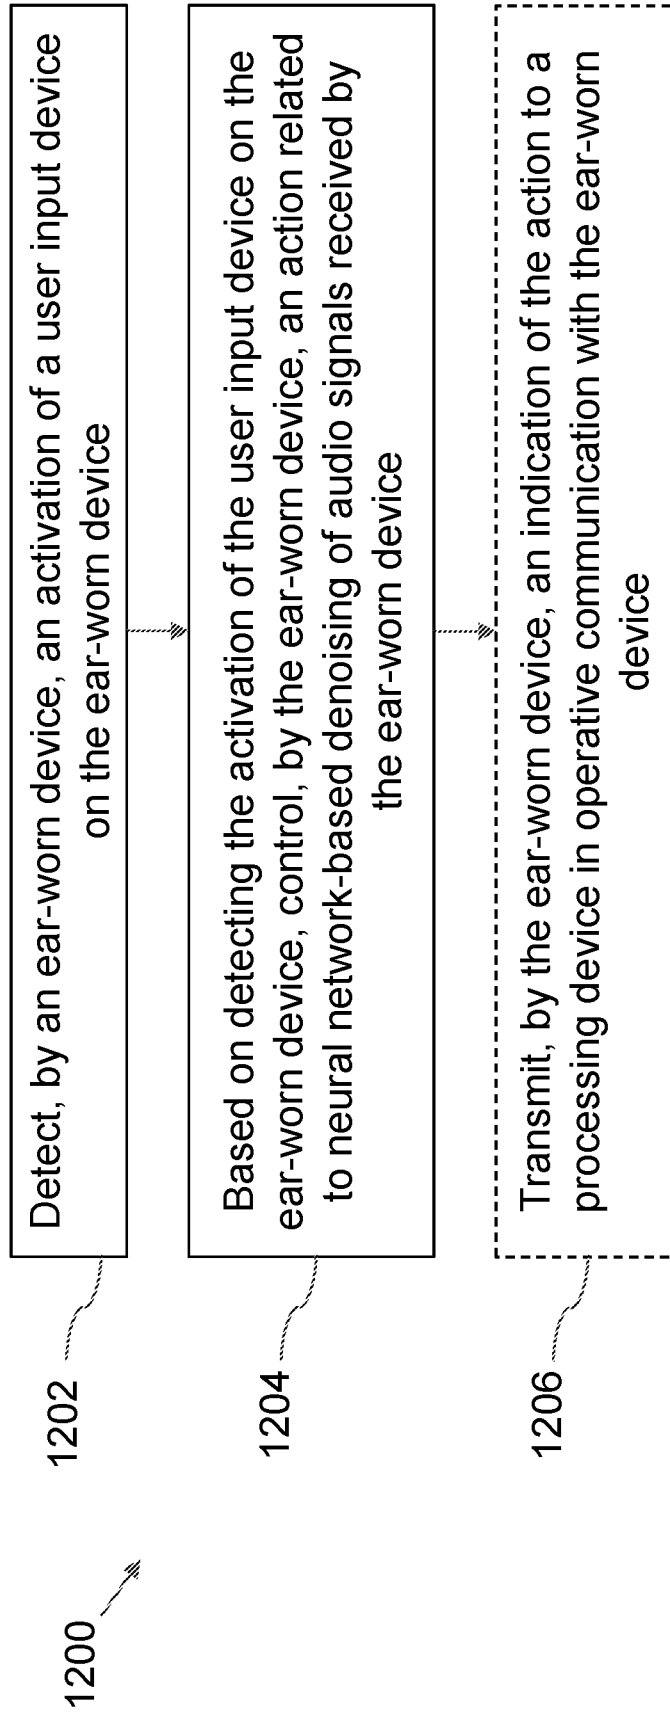 1200
1202
Detect, by an ear-worn device, an activation of a user input device
on the ear-worn device
1204
Based on detecting the activation of the user input device on the
ear-worn device, control, by the ear-worn device, an action related
to neural network-based denoising of audio signals received by
the ear-worn device
1206
Transmit, by the ear-worn device, an indication of the action to a
processing device in operative communication with the ear-worn
device